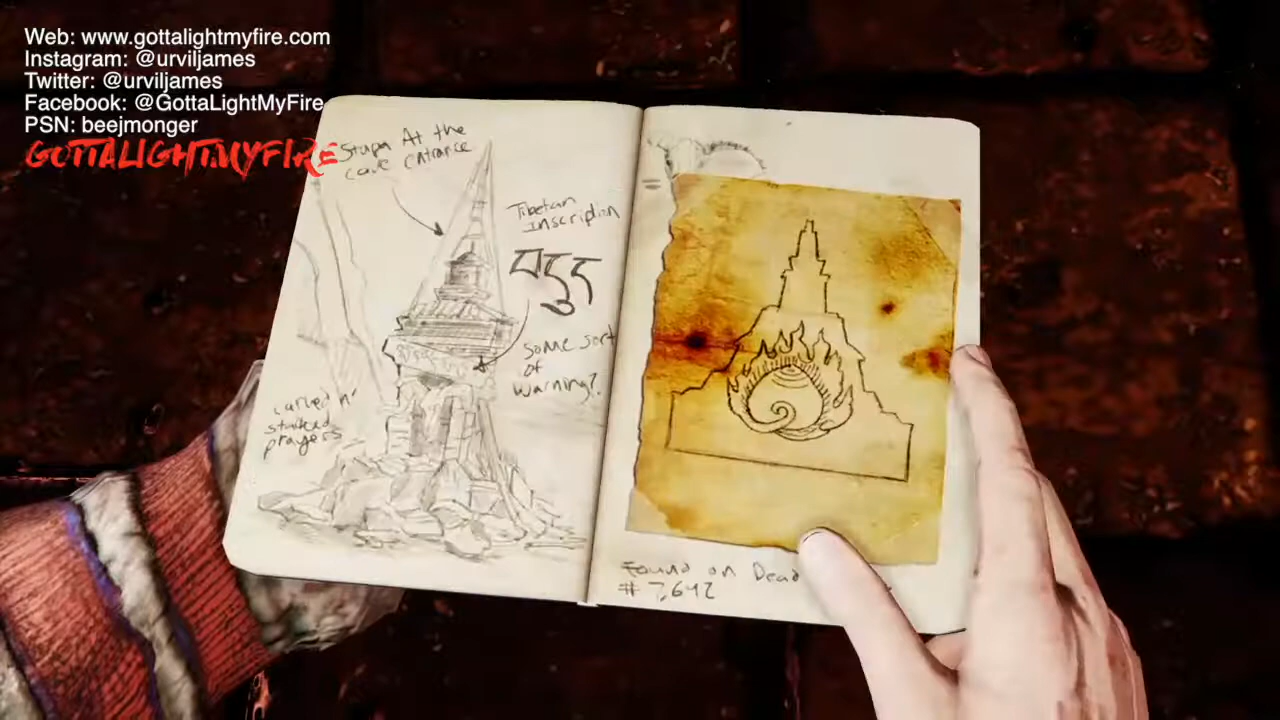 Web: www.gottalightmyfire.com
Instagram: @urviljames
Twitter: @urviljames
Facebook: @GottaLightMyFire
PSN: beejmonger
GOTTALIGHTMYFIRE
Stupa At the
cave entrance
Tibetan
Inscription
Some sort
of
warning?
carved n'
stacked
prayers
Found on Dead
# 7,642